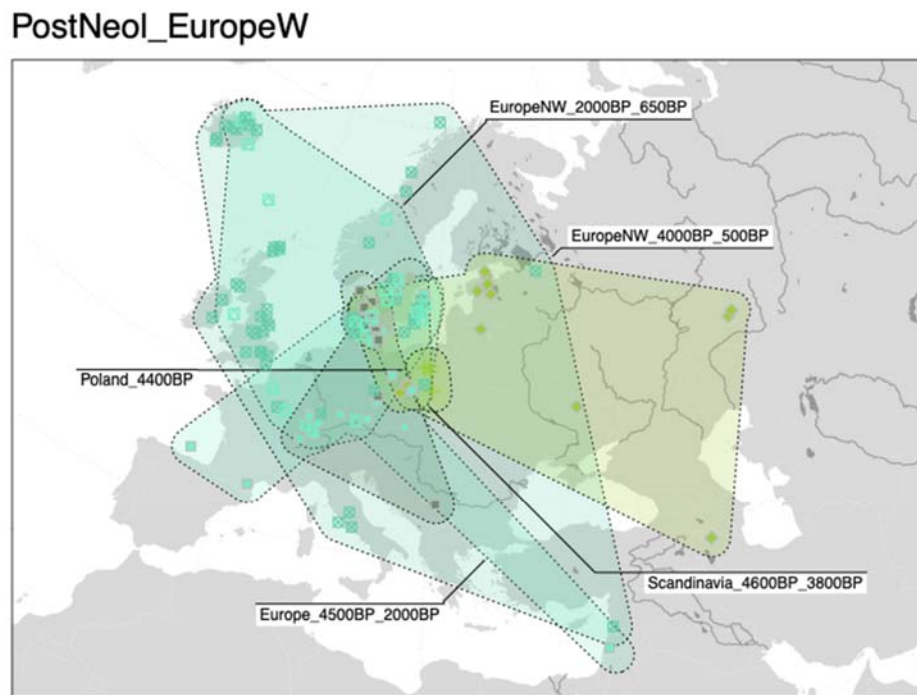 PostNeol_EuropeW
EuropeNW_2000BP_650BP
EuropeNW_4000BP_500BP
Poland_4400BP
Scandinavia_4600BP_3800BP
Europe_4500BP_2000BP